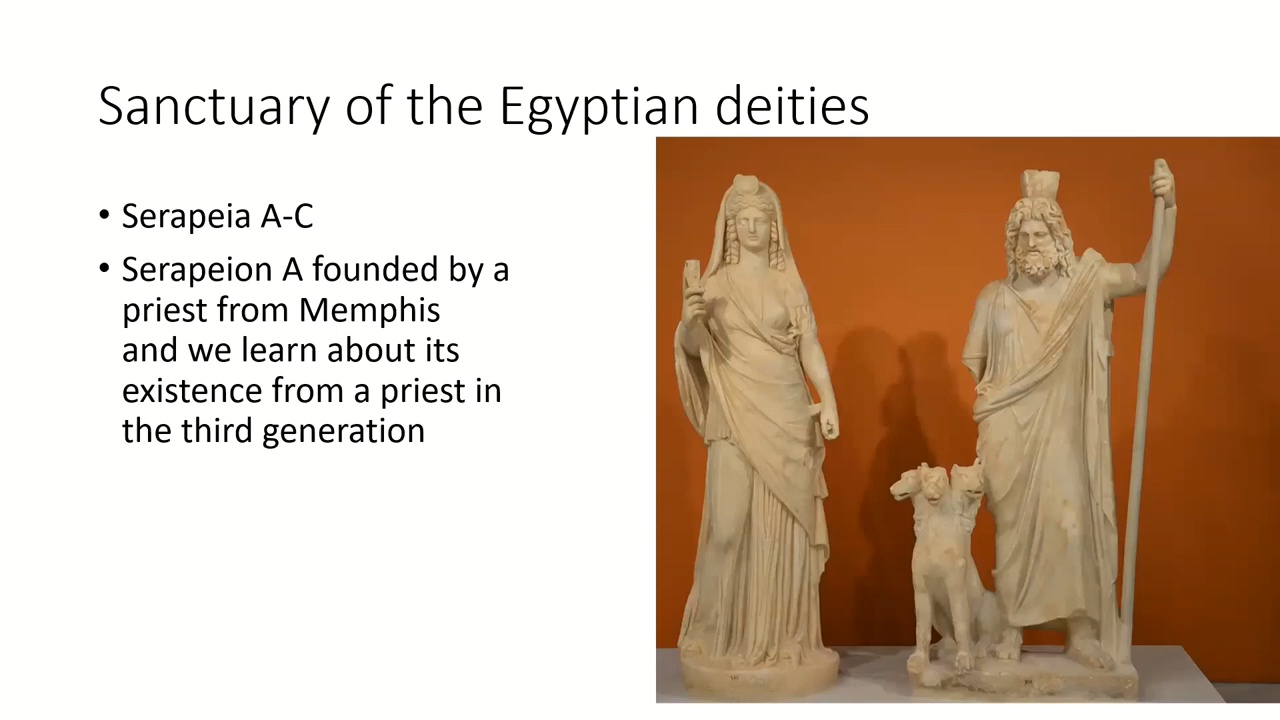 Sanctuary of the Egyptian deities
• Serapeia A-C
• Serapeion A founded by a
priest from Memphis
and we learn about its
existence from a priest in
the third generation